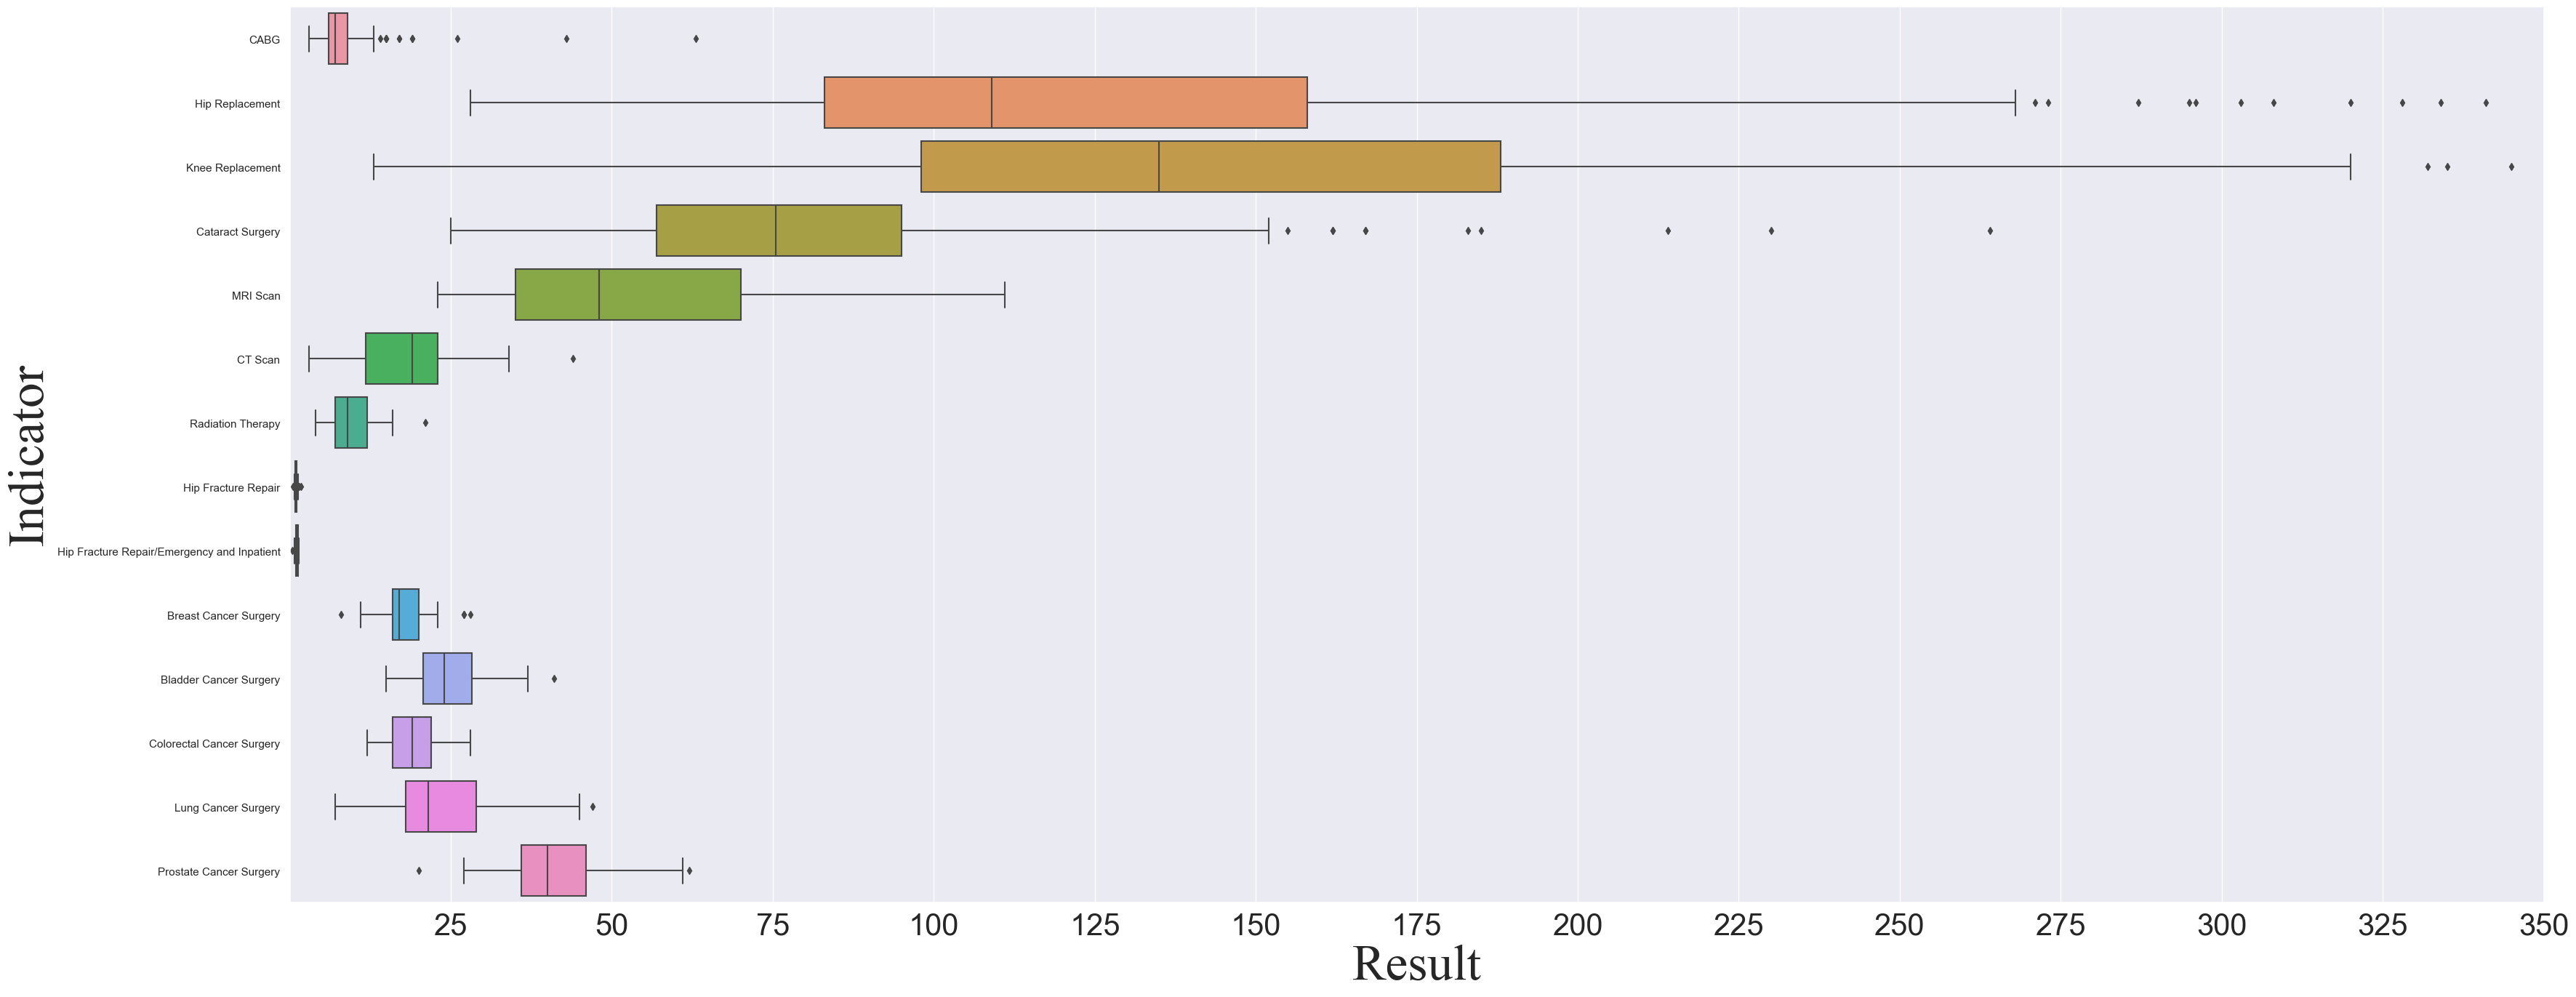 CABG
Hip Replacement
Knee Replacement
Cataract Surgery
MRI Scan
CT Scan
Radiation Therapy
Hip Fracture Repair
Hip Fracture Repair/Emergency and Inpatient
Breast Cancer Surgery
Bladder Cancer Surgery
Colorectal Cancer Surgery
Lung Cancer Surgery
Prostate Cancer Surgery
Indicator
25 50 75 100 125 150 175 200 225 250 275 300 325 350
Result